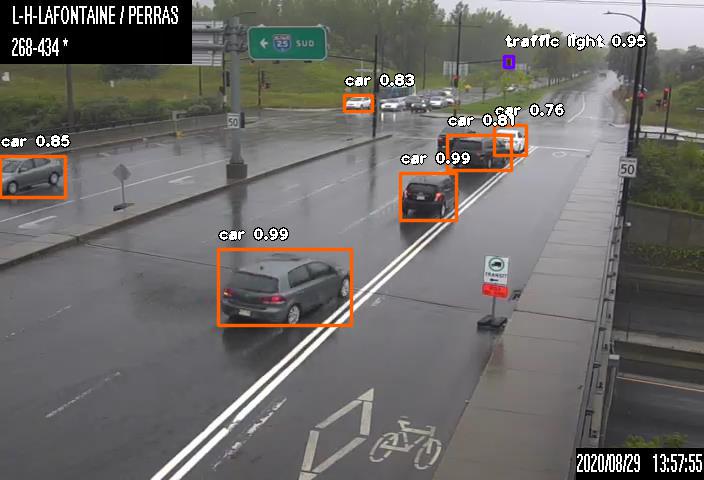 L-H-LAFONTAINE / PERRAS
268-434 *
25 SUD
traffic light 0.95
car 0.83
car 0.76
car 0.81
50
car 0.85
car 0.99
50
car 0.99
TRANSIT
2020/08/29 13:57:55